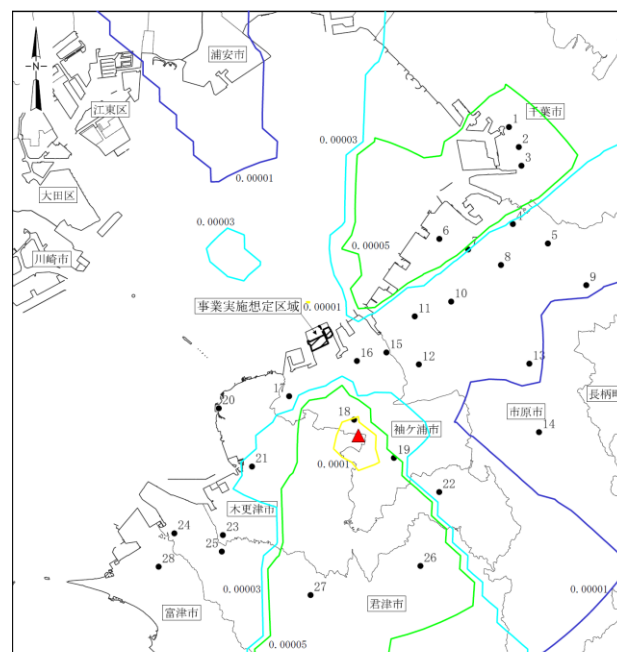 N
浦安市
江東区
千葉市
1
2
3
0.00003
0.00001
大田区
0.00003
4
川崎市
0.00005
6
7
5
8
9
0.00001
事業実施想定区域
10
11
15
16
12
13
長柄町
17
20
市原市
18
袖ケ浦市
14
0.0001
19
21
22
木更津市
24
23
25
28
26
0.00003
27
0.00001
富津市
君津市
0.00005